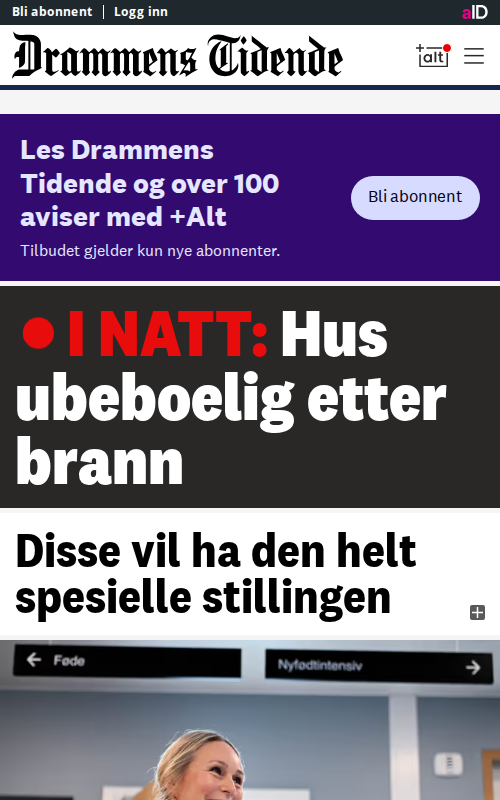 Bli abonnent | Logg inn
aID
Drammens Tidende
+alt
Les Drammens
Tidende og over 100
aviser med +Alt
Bli abonnent
Tilbudet gjelder kun nye abonnenter.
I NATT: Hus
ubeboelig etter
brann
Disse vil ha den helt
spesielle stillingen
← Føde
Nyfødtintensiv →